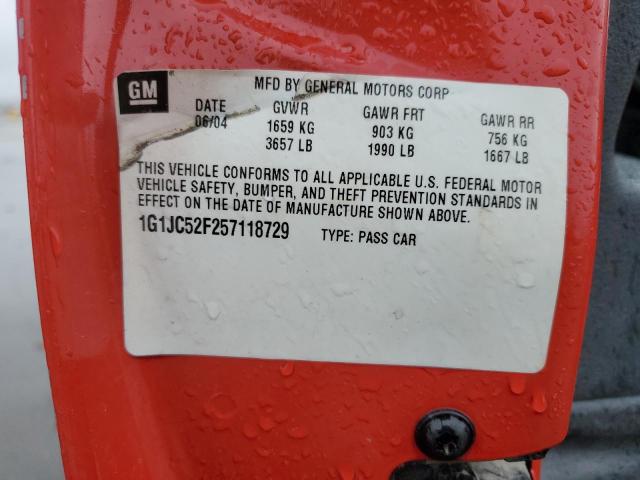 GM
MFD BY GENERAL MOTORS CORP
DATE GVWR GAWR FRT GAWR RR
06/04 1659 KG 903 KG 756 KG
3657 LB 1990 LB 1667 LB
THIS VEHICLE CONFORMS TO ALL APPLICABLE U.S. FEDERAL MOTOR
VEHICLE SAFETY, BUMPER, AND THEFT PREVENTION STANDARDS IN
EFFECT ON THE DATE OF MANUFACTURE SHOWN ABOVE.
1G1JC52F257118729 TYPE: PASS CAR